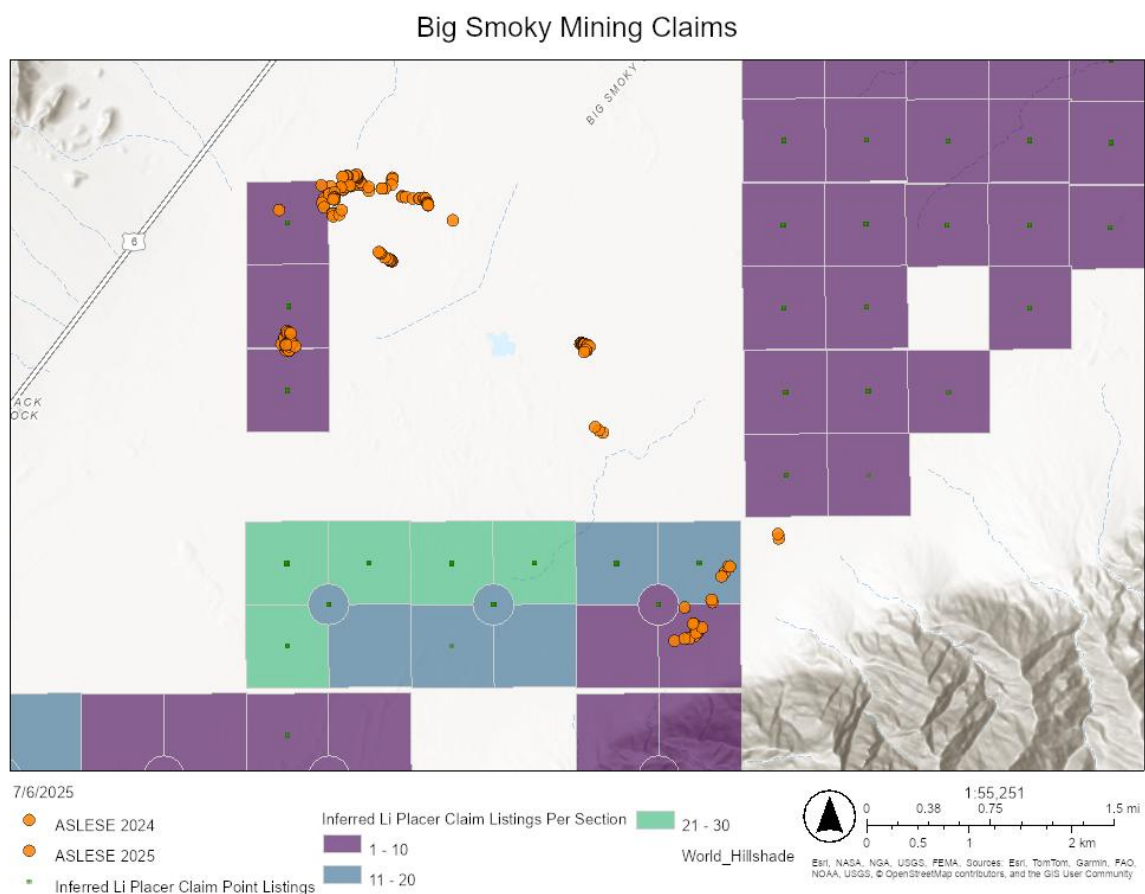 Big Smoky Mining Claims
BIG SMOKY
6
ACK
OCK
7/6/2025
ASLESE 2024
ASLESE 2025
Inferred Li Placer Claim Point Listings
Inferred Li Placer Claim Listings Per Section
1 - 10
11 - 20
21 - 30
World_Hillshade
1:55,251
0 0.38 0.75 1.5 mi
0 0.5 1 2 km
Esri, NASA, NGA, USGS, FEMA, Sources: Esri, TomTom, Garmin, FAO,
NOAA, USGS, © OpenStreetMap contributors, and the GIS User Community